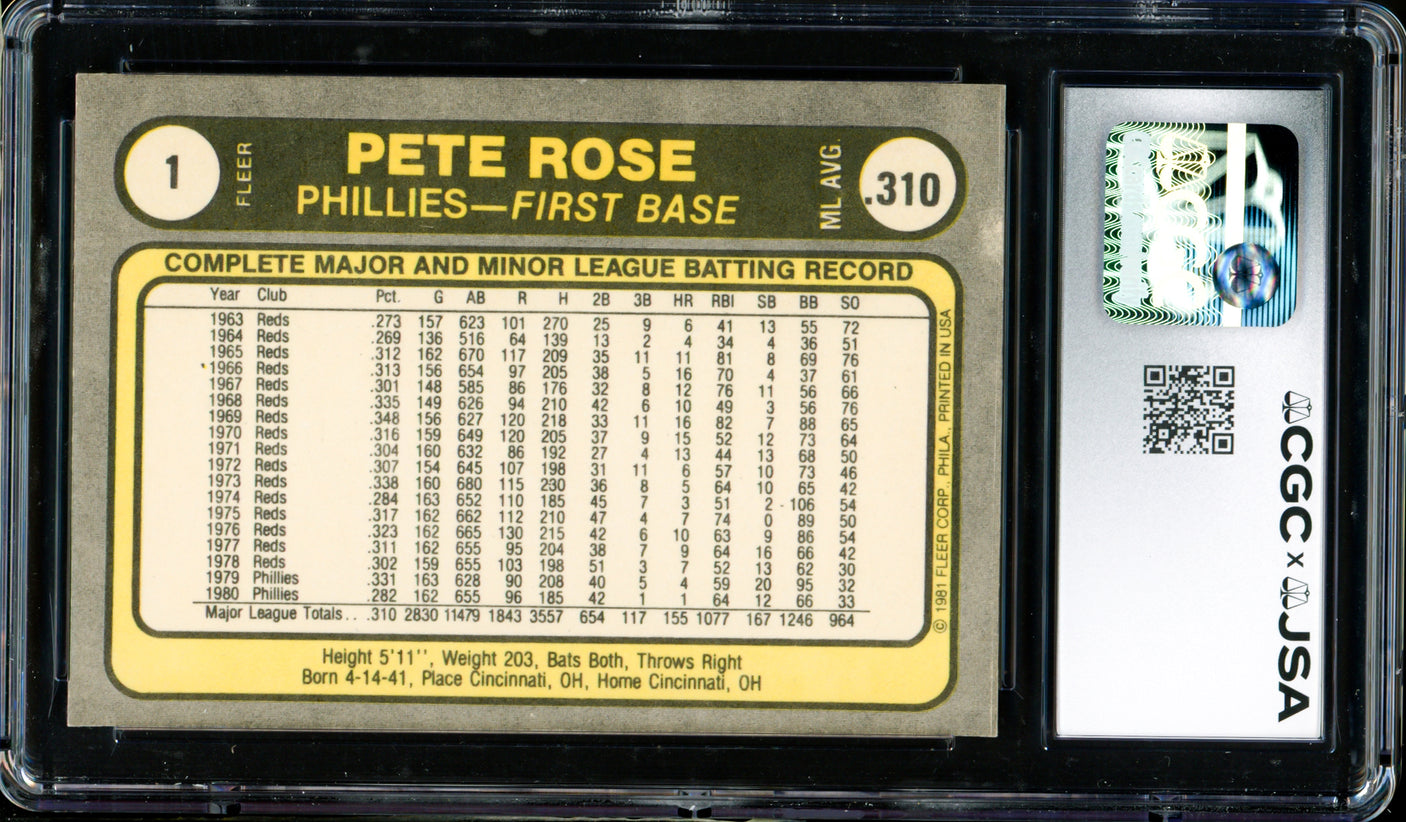 1
FLEER
PETE ROSE
PHILLIES—FIRST BASE
ML AVG.
.310
COMPLETE MAJOR AND MINOR LEAGUE BATTING RECORD
Year Club Pct. G AB R H 2B 3B HR RBI SB BB SO
1963 Reds .273 157 623 101 270 25 9 6 41 13 55 72
1964 Reds .269 136 516 64 139 13 2 4 34 4 36 51
1965 Reds .312 162 670 117 209 35 11 11 81 8 69 76
1966 Reds .313 156 654 97 205 38 5 16 70 4 37 61
1967 Reds .301 148 585 86 176 32 8 12 76 11 56 66
1968 Reds .335 149 626 94 210 42 6 10 49 3 56 76
1969 Reds .348 156 627 120 218 33 11 16 82 7 88 65
1970 Reds .316 159 649 120 205 37 9 15 52 12 73 64
1971 Reds .304 160 632 86 192 27 4 13 44 13 68 50
1972 Reds .307 154 645 107 198 31 11 6 57 10 73 46
1973 Reds .338 160 680 115 230 36 8 5 64 10 65 42
1974 Reds .284 163 652 110 185 45 7 3 51 2 106 54
1975 Reds .317 162 662 112 210 47 4 7 74 0 89 50
1976 Reds .323 162 665 130 215 42 6 10 63 9 86 54
1977 Reds .311 162 655 95 204 38 7 9 64 16 66 42
1978 Reds .302 159 655 103 198 51 3 7 52 13 62 30
1979 Phillies .331 163 628 90 208 40 5 4 59 20 95 32
1980 Phillies .282 162 655 96 185 42 1 1 64 12 66 33
Major League Totals . . .310 2830 11479 1843 3557 654 117 155 1077 167 1246 964
© 1981 FLEER CORP., PHILA., PRINTED IN USA
Height 5'11'', Weight 203, Bats Both, Throws Right
Born 4-14-41, Place Cincinnati, OH, Home Cincinnati, OH
CGC x JSA